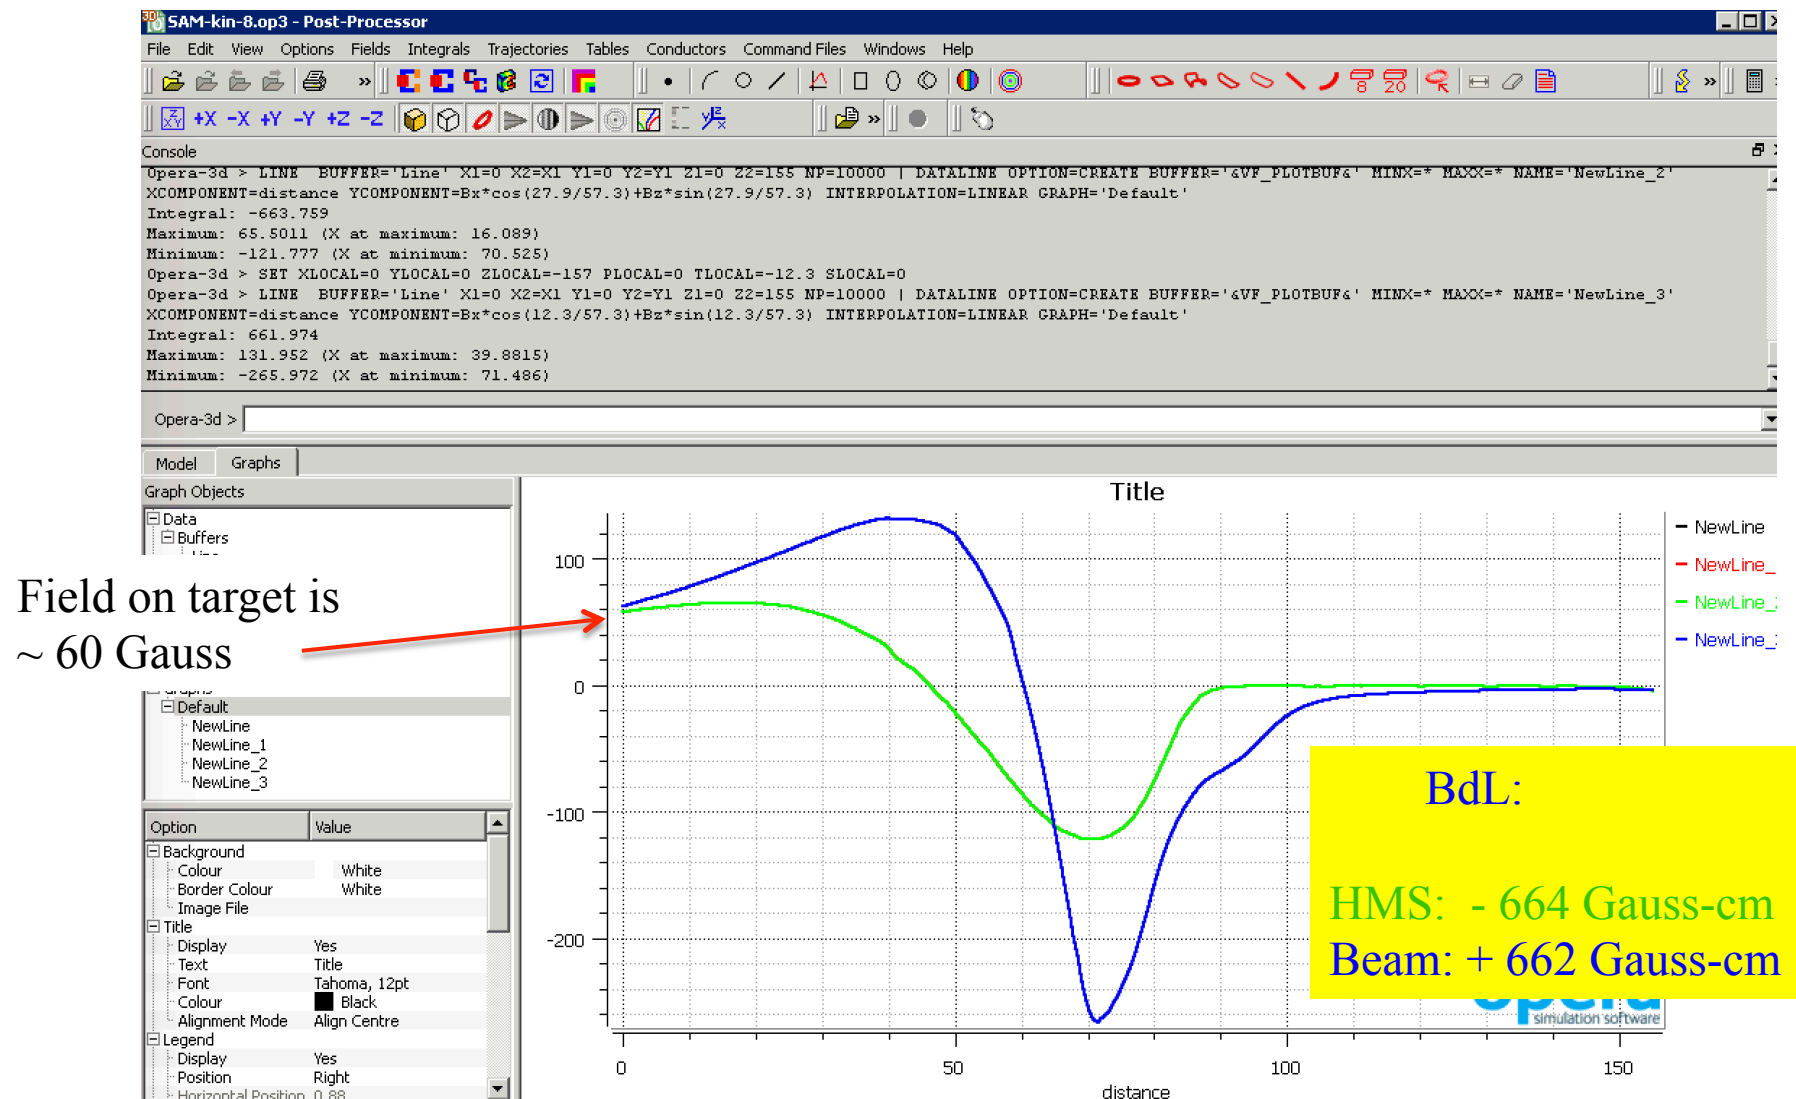 SAM-kin-8.op3 - Post-Processor
File Edit View Options Fields Integrals Trajectories Tables Conductors Command Files Windows Help
+X -X +Y -Y +Z -Z
Console
Opera-3d > LINE BUFFER='Line' X1=0 X2=X1 Y1=0 Y2=Y1 Z1=0 Z2=155 NP=10000 | DATALINE OPTION=CREATE BUFFER='&VF_PLOTBUF&' MINX=* MAXX=* NAME='NewLine_2'
XCOMPONENT=distance YCOMPONENT=Bx*cos(27.9/57.3)+Bz*sin(27.9/57.3) INTERPOLATION=LINEAR GRAPH='Default'
Integral: -663.759
Maximum: 65.5011 (X at maximum: 16.089)
Minimum: -121.777 (X at minimum: 70.525)
Opera-3d > SET XLOCAL=0 YLOCAL=0 ZLOCAL=-157 PLOCAL=0 TLOCAL=-12.3 SLOCAL=0
Opera-3d > LINE BUFFER='Line' X1=0 X2=X1 Y1=0 Y2=Y1 Z1=0 Z2=155 NP=10000 | DATALINE OPTION=CREATE BUFFER='&VF_PLOTBUF&' MINX=* MAXX=* NAME='NewLine_3'
XCOMPONENT=distance YCOMPONENT=Bx*cos(12.3/57.3)+Bz*sin(12.3/57.3) INTERPOLATION=LINEAR GRAPH='Default'
Integral: 661.974
Maximum: 131.952 (X at maximum: 39.8815)
Minimum: -265.972 (X at minimum: 71.486)
Opera-3d >
Model Graphs
Graph Objects
Data
Buffers
Field on target is
~ 60 Gauss
Graphs
Default
NewLine
NewLine_1
NewLine_2
NewLine_3
Option Value
Background
Colour White
Border Colour White
Image File
Title
Display Yes
Text Title
Font Tahoma, 12pt
Colour Black
Alignment Mode Align Centre
Legend
Display Yes
Position Right
Horizontal Position 0.88
Title
100
0
-100
-200
0 50 100 150
distance
NewLine
NewLine_
NewLine_
NewLine_
BdL:
HMS: - 664 Gauss-cm
Beam: + 662 Gauss-cm
opera
simulation software